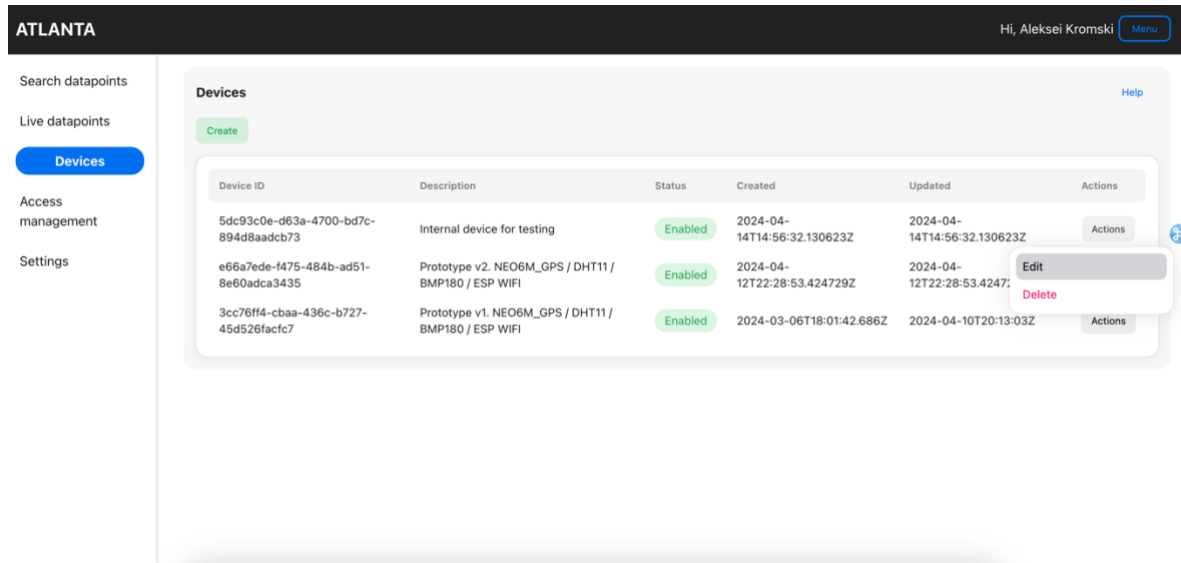 ATLANTA
Hi, Aleksei Kromski
Menu
Search datapoints
Live datapoints
Devices
Access
management
Settings
Devices
Help
Create
Device ID
Description
Status
Created
Updated
Actions
5dc93c0e-d63a-4700-bd7c-
894d8aadcb73
Internal device for testing
Enabled
2024-04-
14T14:56:32.130623Z
2024-04-
14T14:56:32.130623Z
Actions
e66a7ede-f475-484b-ad51-
8e60adca3435
Prototype v2. NEO6M_GPS / DHT11 /
BMP180 / ESP WIFI
Enabled
2024-04-
12T22:28:53.424729Z
2024-04-
12T22:28:53.4247
Edit
Delete
3cc76ff4-cbaa-436c-b727-
45d526facfc7
Prototype v1. NEO6M_GPS / DHT11 /
BMP180 / ESP WIFI
Enabled
2024-03-06T18:01:42.686Z
2024-04-10T20:13:03Z
Actions